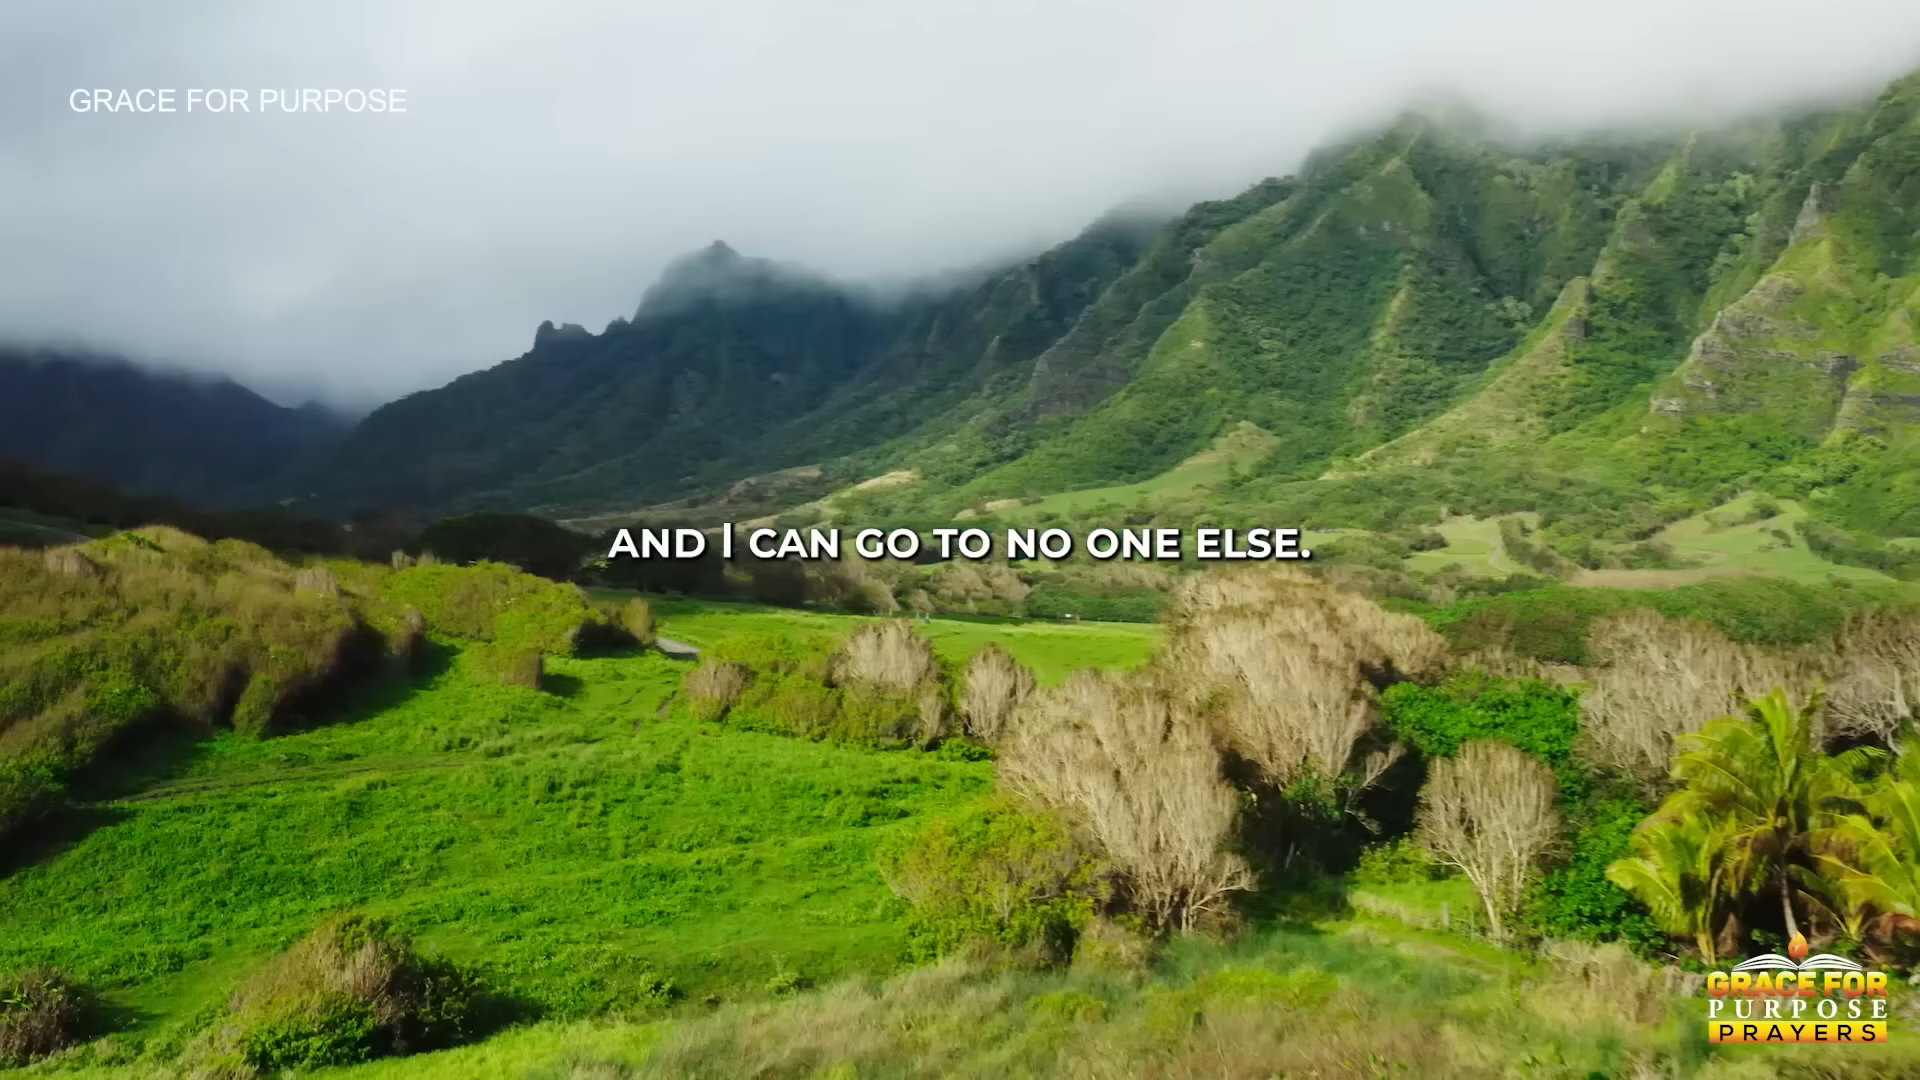 GRACE FOR PURPOSE
AND I CAN GO TO NO ONE ELSE.
GRACE FOR
PURPOSE
PRAYERS